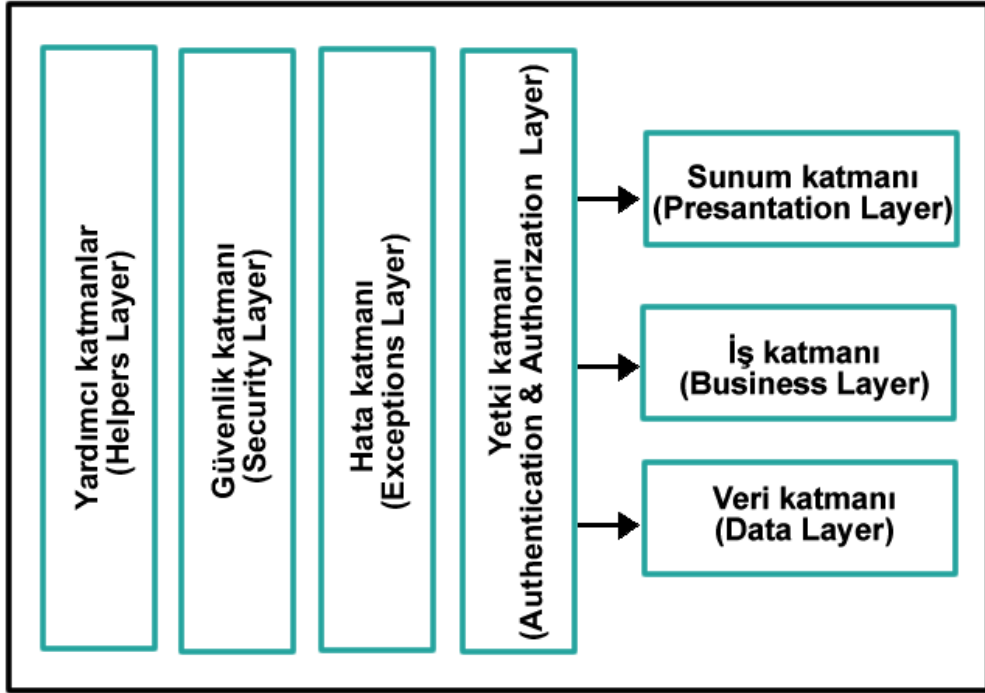 Yardımcı katmanlar
(Helpers Layer)
Güvenlik katmanı
(Security Layer)
Hata katmanı
(Exceptions Layer)
Yetki katmanı
(Authentication & Authorization Layer)
Sunum katmanı
(Presantation Layer)
İş katmanı
(Business Layer)
Veri katmanı
(Data Layer)